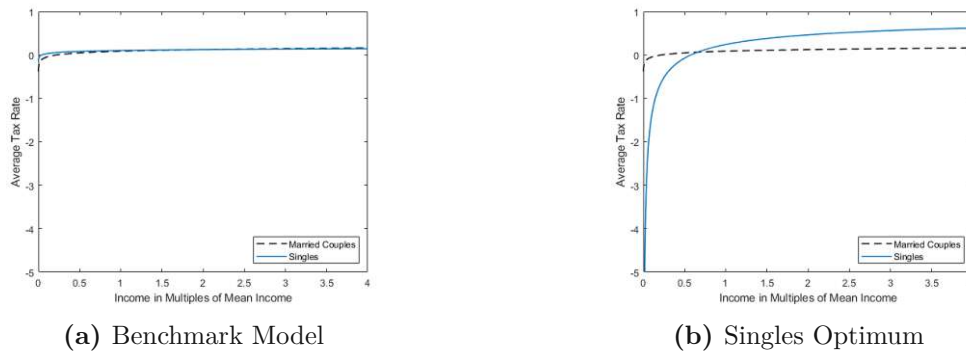 1
0
-1
-2
-3
-4
-5
Average Tax Rate
Married Couples
Singles
0 0.5 1 1.5 2 2.5 3 3.5 4
Income in Multiples of Mean Income
(a) Benchmark Model
1
0
-1
-2
-3
-4
-5
Average Tax Rate
Married Couples
Singles
0 0.5 1 1.5 2 2.5 3 3.5
Income in Multiples of Mean Income
(b) Singles Optimum